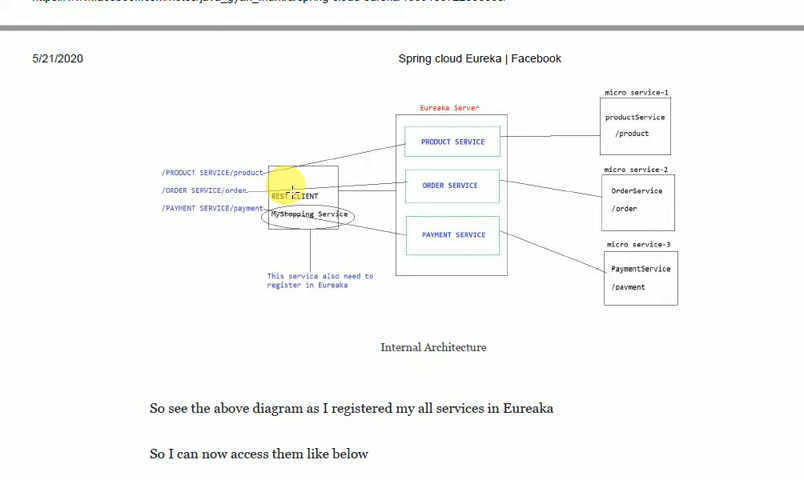 5/21/2020
Spring cloud Eureka | Facebook
micro service-1
Eureaka Server
productService
/product
PRODUCT SERVICE
/PRODUCT SERVICE/product
micro service-2
/ORDER SERVICE/order
REST CLIENT
ORDER SERVICE
OrderService
/order
/PAYMENT SERVICE/payment
MyShopping Service
PAYMENT SERVICE
micro service-3
PaymentService
/payment
This service also need to
register in Eureaka
Internal Architecture
So see the above diagram as I registered my all services in Eureaka
So I can now access them like below